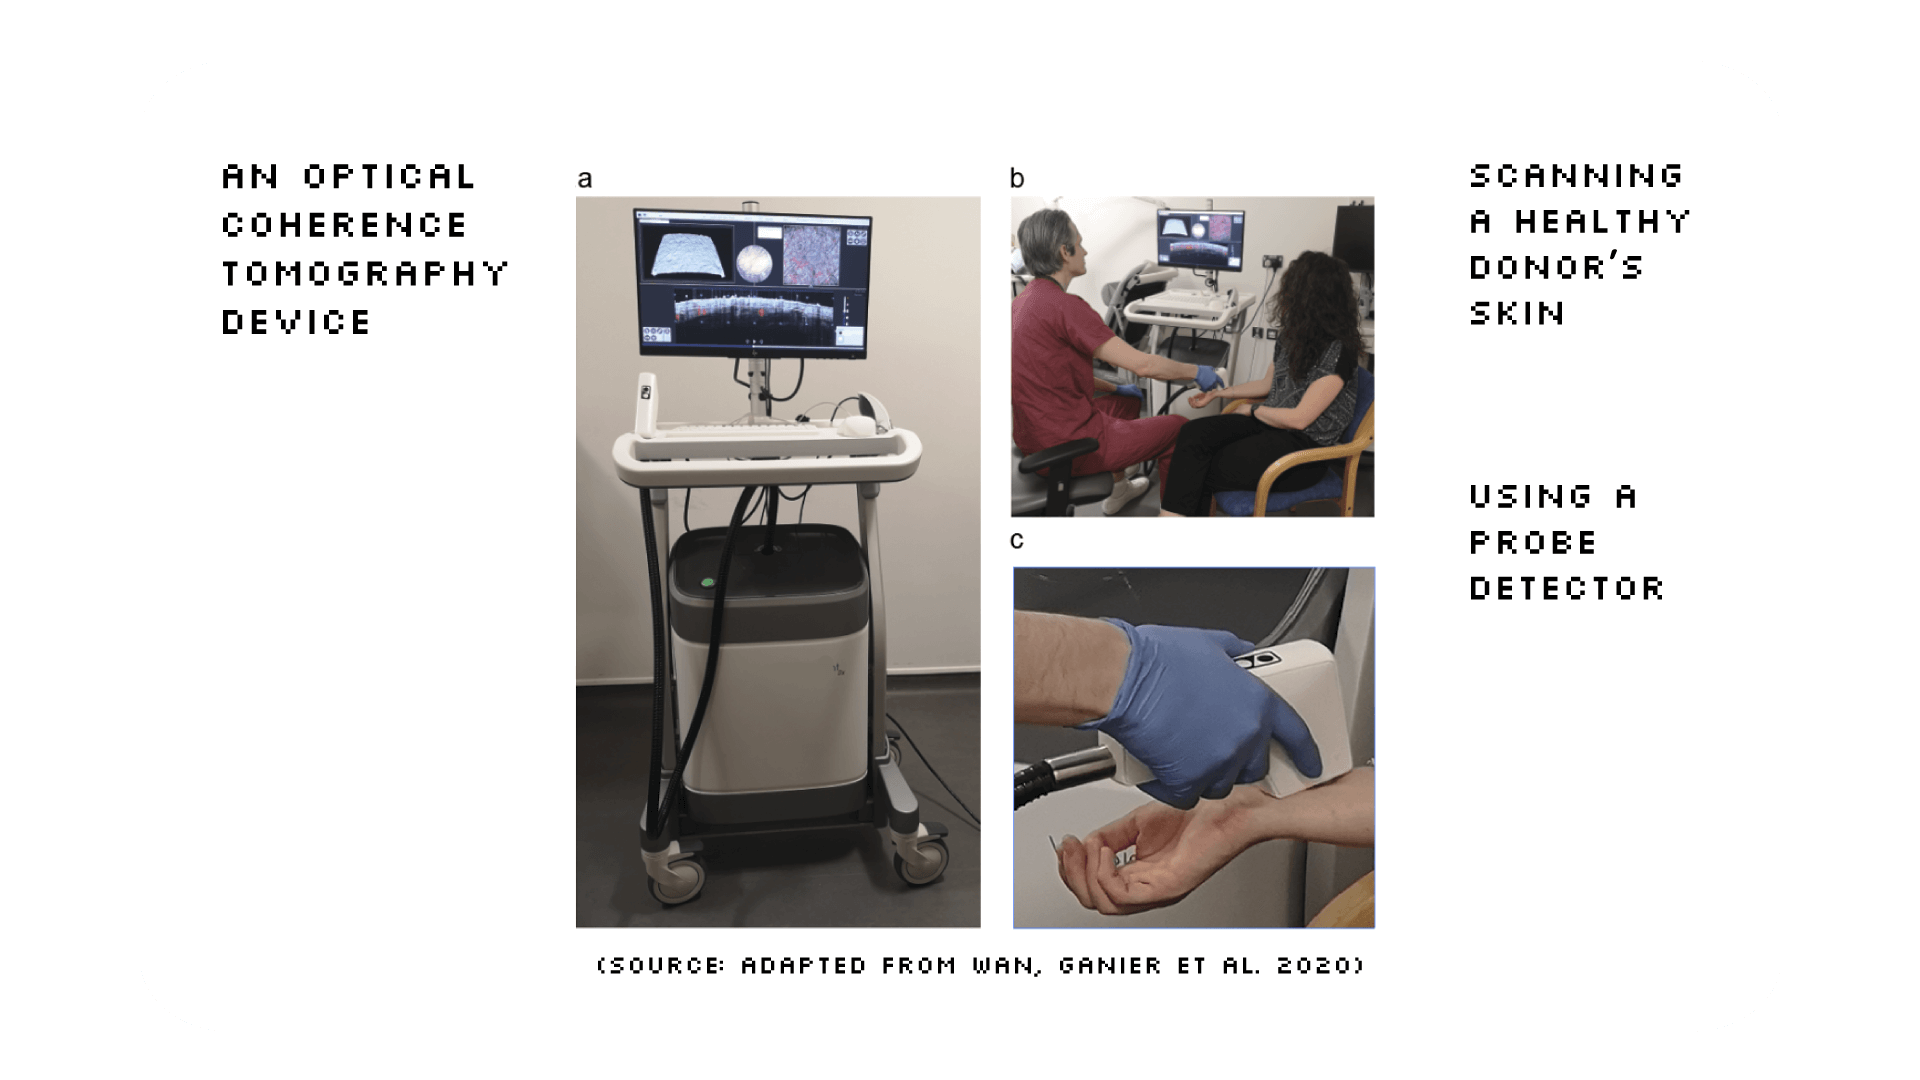 AN OPTICAL
COHERENCE
TOMOGRAPHY
DEVICE
a
b
SCANNING
A HEALTHY
DONOR'S
SKIN
c
USING A
PROBE
DETECTOR
(SOURCE: ADAPTED FROM WAN, GANIER ET AL. 2020)